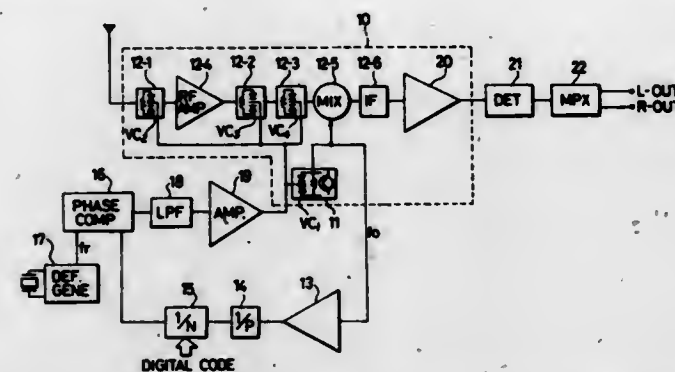 10
12-1
12-4
12-2
12-3
12-5
12-6
20
21
22
RF AMP
MIX
IF
DET
MPX
L-OUT
R-OUT
VC2
VC3
VC4
16
18
19
PHASE COMP
LPF
AMP.
VC1
11
fo
17
fr
DEF. GENE
15
14
13
1/N
1/P
DIGITAL CODE